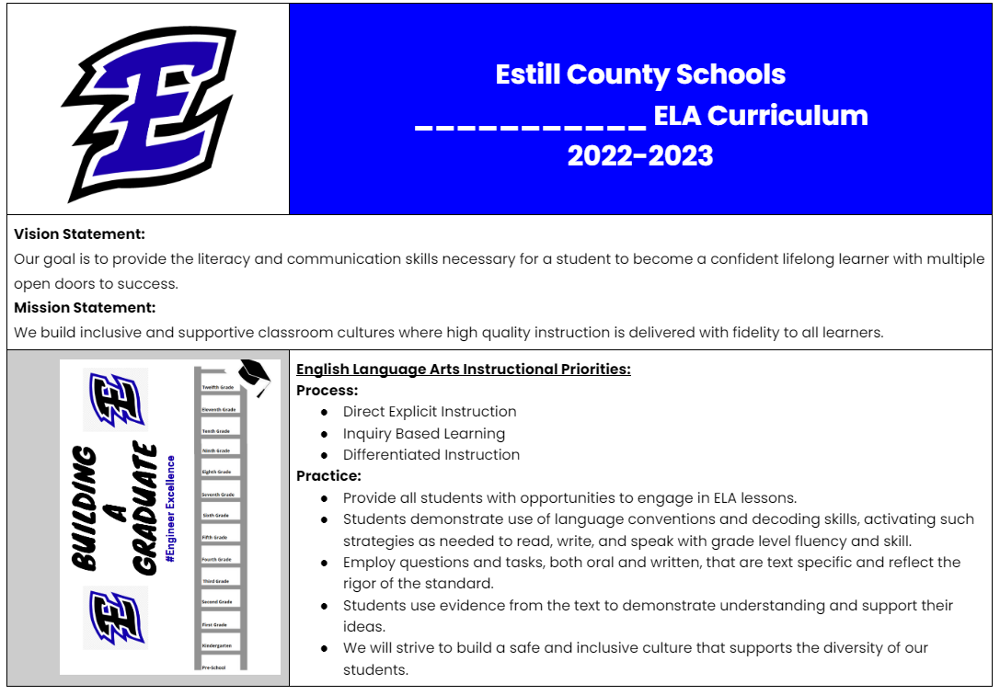 E
Estill County Schools
___________ ELA Curriculum
2022-2023
Vision Statement:
Our goal is to provide the literacy and communication skills necessary for a student to become a confident lifelong learner with multiple
open doors to success.
Mission Statement:
We build inclusive and supportive classroom cultures where high quality instruction is delivered with fidelity to all learners.
E
E
BUILDING
A
GRADUATE
#Engineer Excellence
Twelfth Grade
Eleventh Grade
Tenth Grade
Ninth Grade
Eighth Grade
Seventh Grade
Sixth Grade
Fifth Grade
Fourth Grade
Third Grade
Second Grade
First Grade
Kindergarten
Pre-School
English Language Arts Instructional Priorities:
Process:
● Direct Explicit Instruction
● Inquiry Based Learning
● Differentiated Instruction
Practice:
● Provide all students with opportunities to engage in ELA lessons.
● Students demonstrate use of language conventions and decoding skills, activating such
strategies as needed to read, write, and speak with grade level fluency and skill.
● Employ questions and tasks, both oral and written, that are text specific and reflect the
rigor of the standard.
● Students use evidence from the text to demonstrate understanding and support their
ideas.
● We will strive to build a safe and inclusive culture that supports the diversity of our
students.